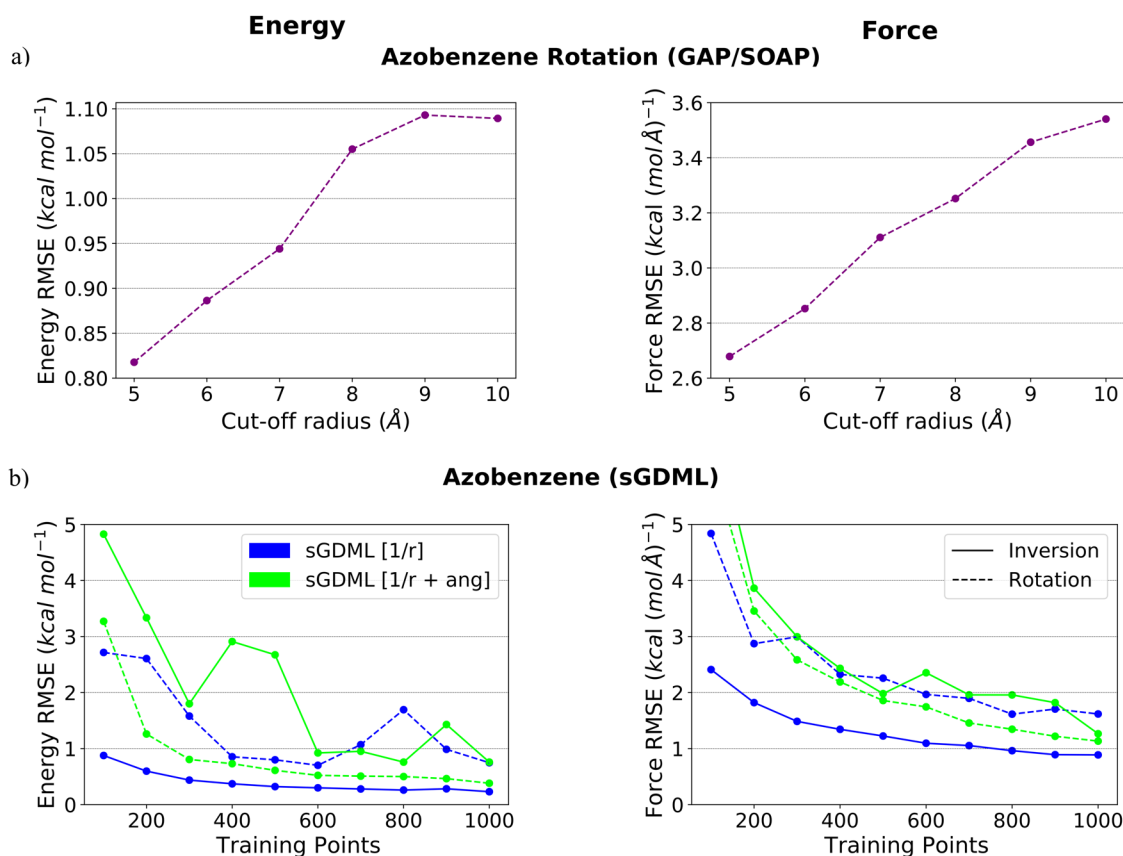 Energy
Force
a)
Azobenzene Rotation (GAP/SOAP)
Energy RMSE (kcal mol⁻¹)
1.10
1.05
1.00
0.95
0.90
0.85
0.80
5 6 7 8 9 10
Cut-off radius (Å)
Force RMSE (kcal (mol Å)⁻¹
3.6
3.4
3.2
3.0
2.8
2.6
5 6 7 8 9 10
Cut-off radius (Å)
b)
Azobenzene (sGDML)
Energy RMSE (kcal mol⁻¹)
5
4
3
2
1
0
sGDML [1/r]
sGDML [1/r + ang]
200 400 600 800 1000
Training Points
Force RMSE (kcal (mol Å)⁻¹
5
4
3
2
1
0
Inversion
Rotation
200 400 600 800 1000
Training Points